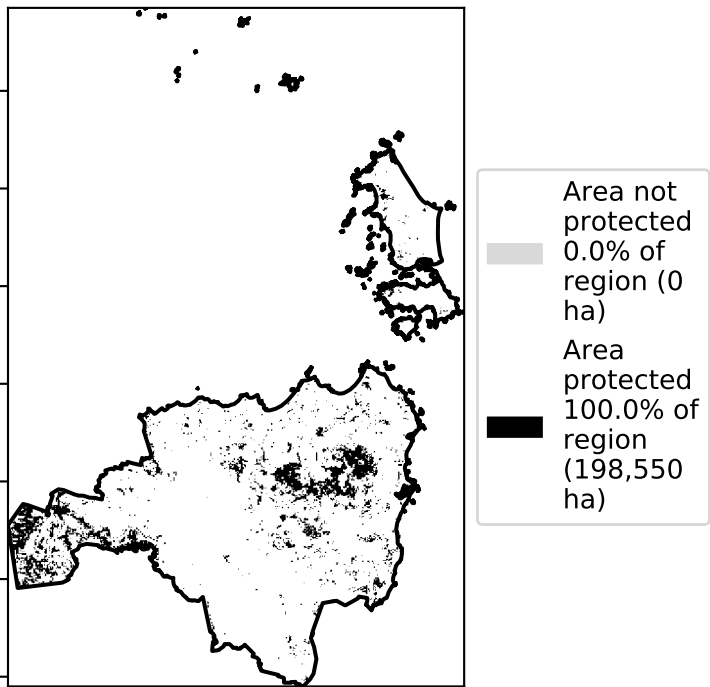 Area not
protected
0.0% of
region (0
ha)
Area
protected
100.0% of
region
(198,550
ha)